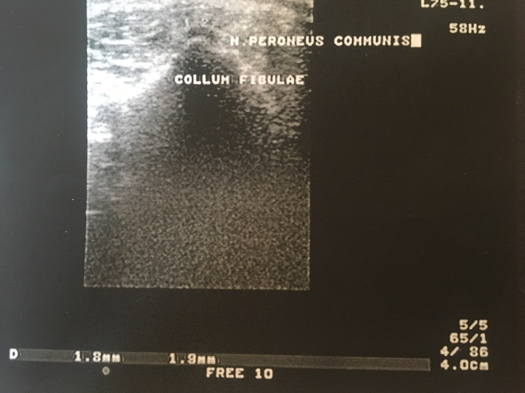 L75-11.
58Hz
N.PERONEUS COMMUNIS
COLLUM FIBULAE
5/5
65/1
4/ 86
4.0cm
D 1.8mm 1.9mm
FREE 10